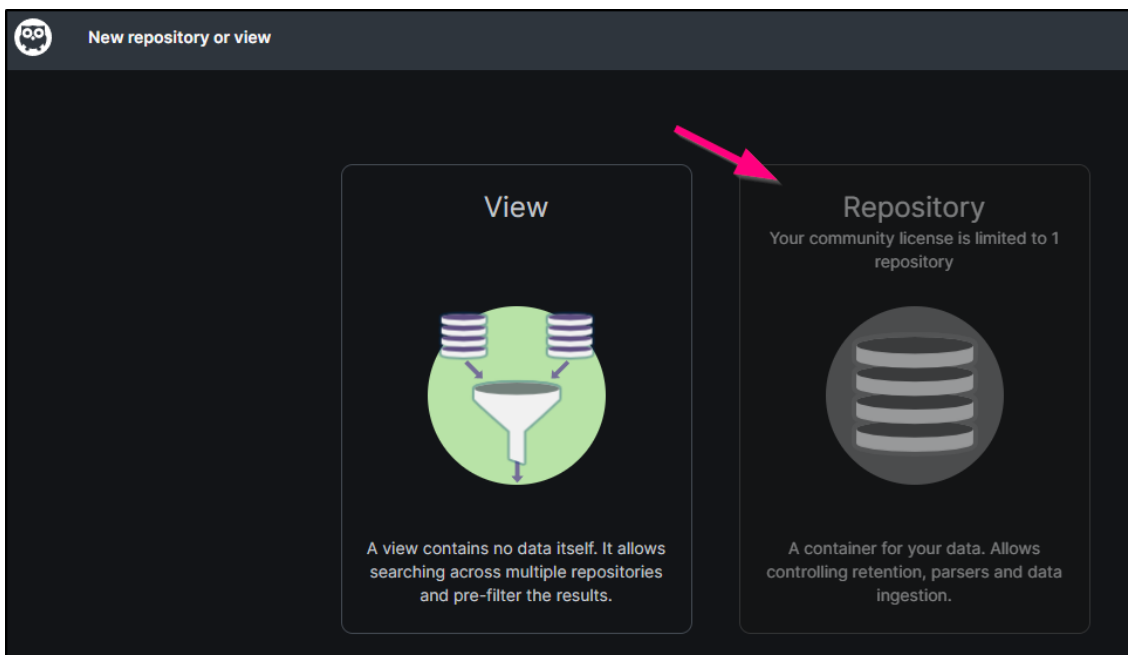 New repository or view
View
A view contains no data itself. It allows
searching across multiple repositories
and pre-filter the results.
Repository
Your community license is limited to 1
repository
A container for your data. Allows
controlling retention, parsers and data
ingestion.